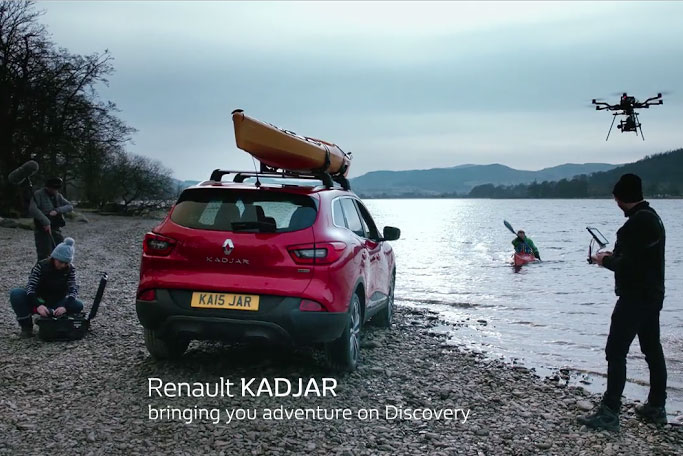 KADJAR
KA15 JAR
Renault KADJAR
bringing you adventure on Discovery